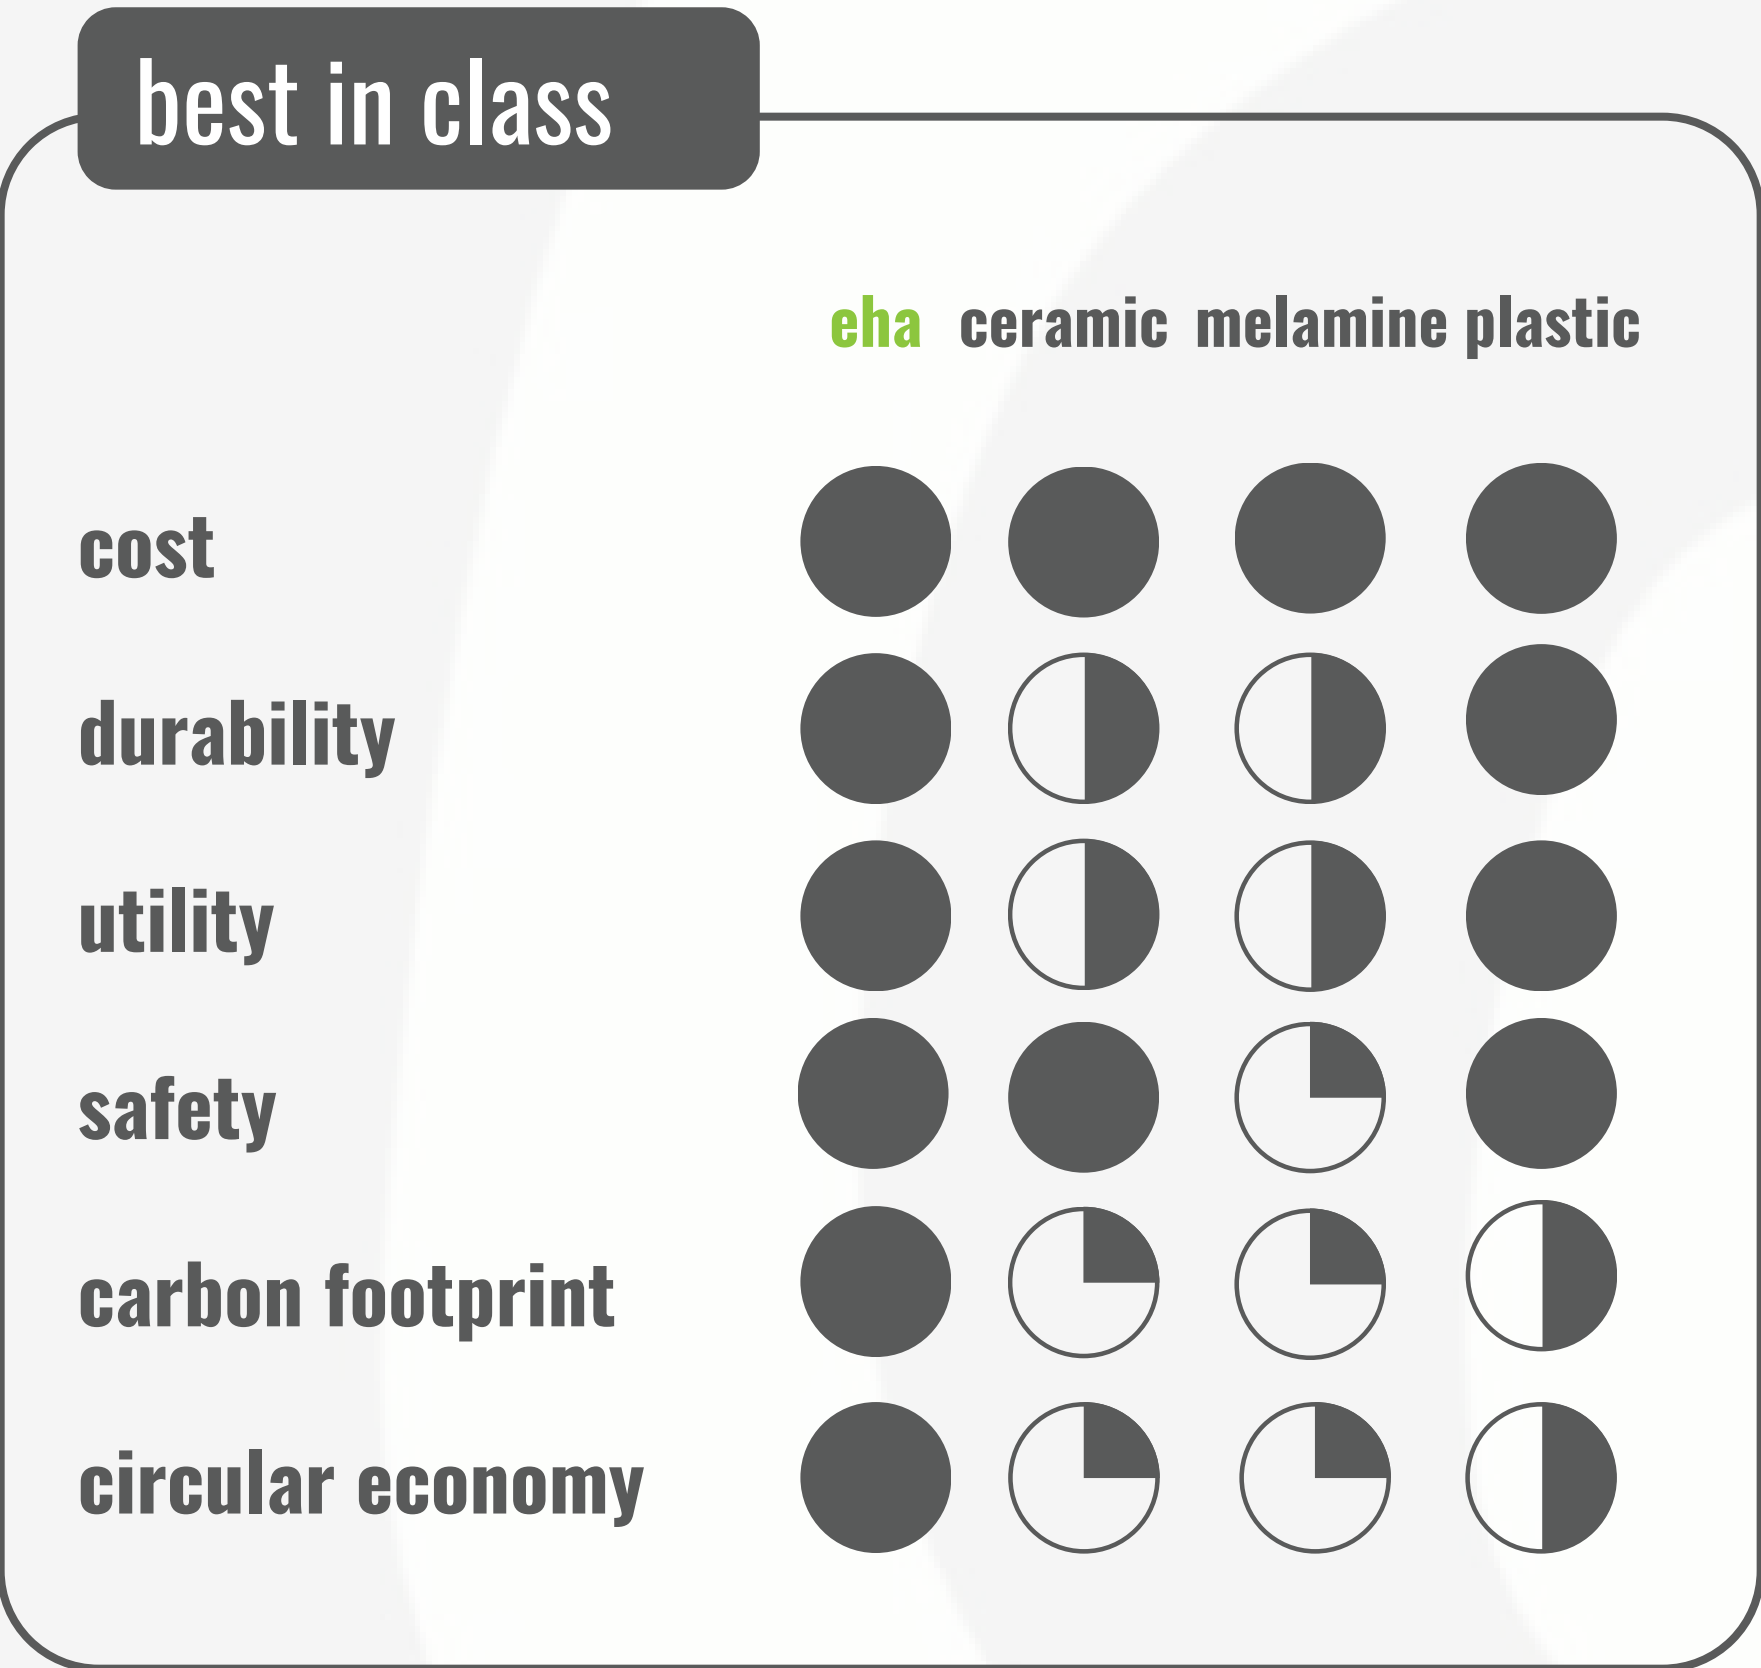 best in class
eha ceramic melamine plastic
cost
durability
utility
safety
carbon footprint
circular economy